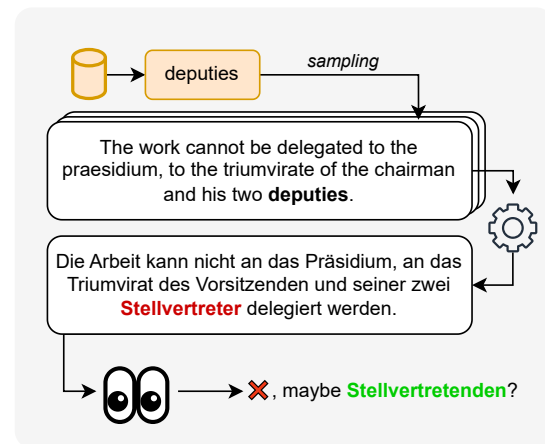 deputies
sampling
The work cannot be delegated to the
praesidium, to the triumvirate of the chairman
and his two deputies.
Die Arbeit kann nicht an das Präsidium, an das
Triumvirat des Vorsitzenden und seiner zwei
Stellvertreter delegiert werden.
, maybe Stellvertretenden?